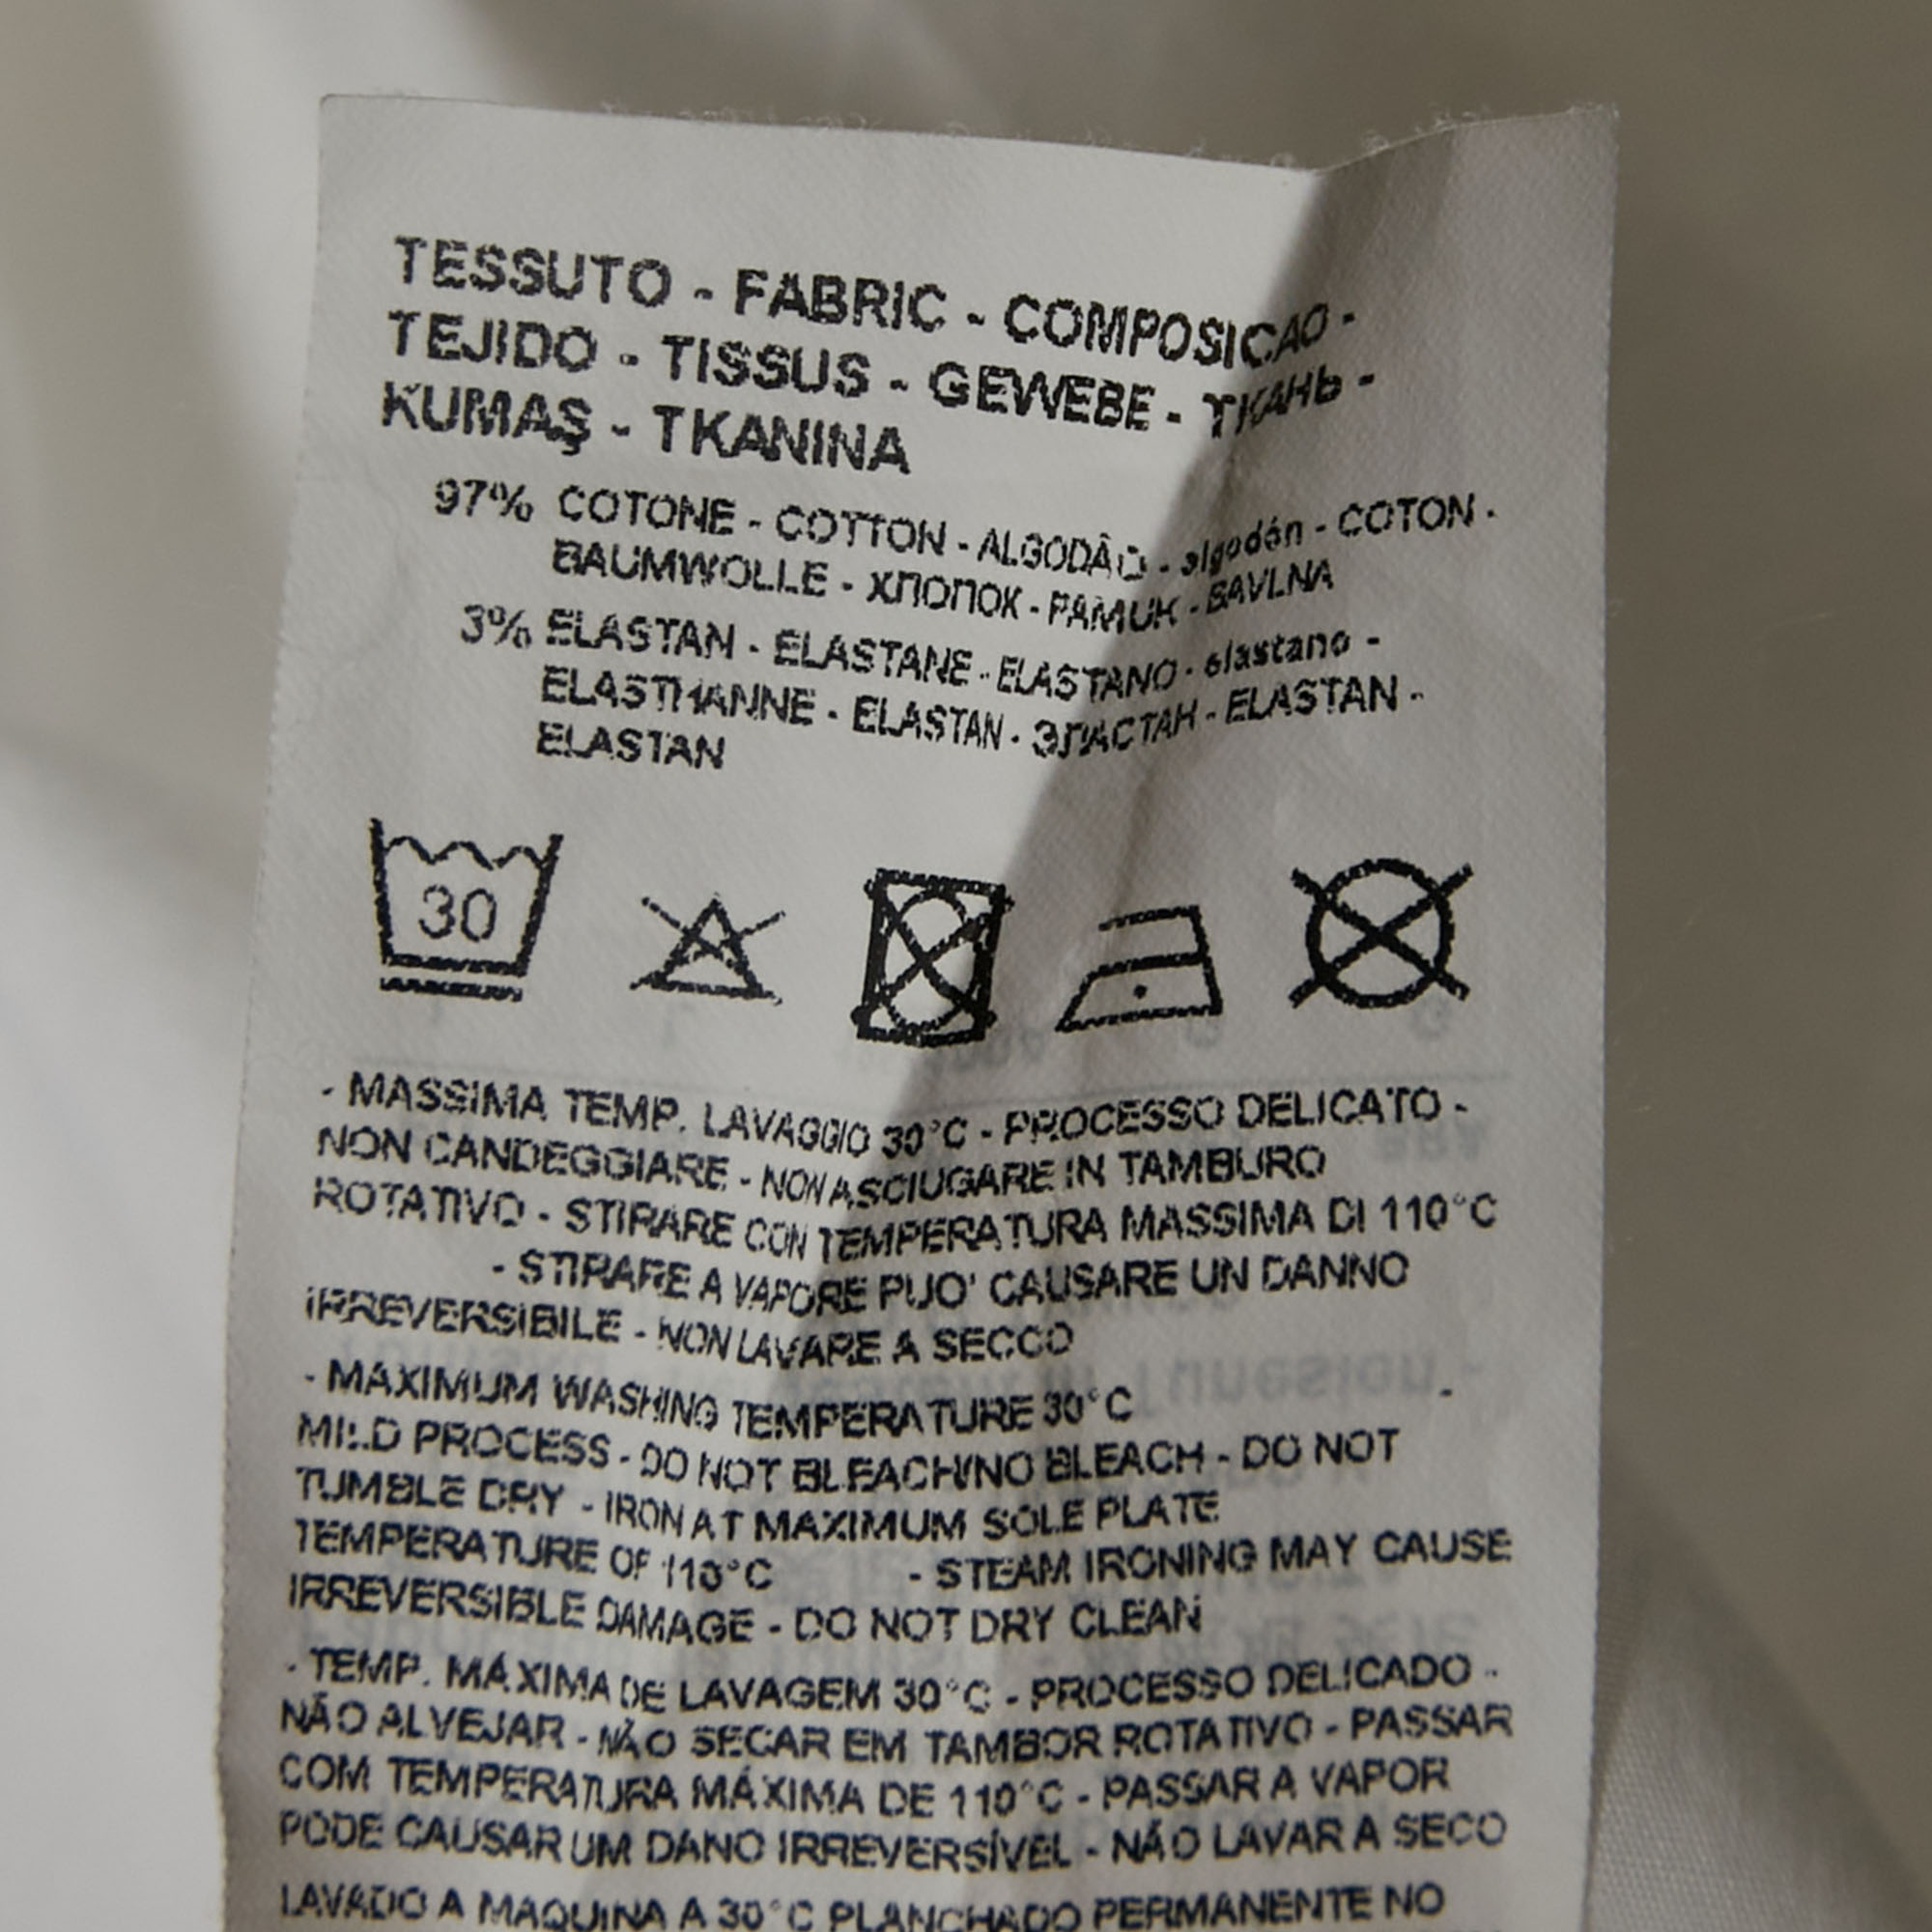 TESSUTO - FABRIC - COMPOSICAO -
TEJIDO - TISSUS - GEWEBE - ТКАНЬ -
KUMAŞ - TKANINA
97% COTONE - COTTON - ALGODÃO - algodón - COTON -
BAUMWOLLE - ХЛОПОК - PAMUK - BAVLNA
3% ELASTAN - ELASTANE - ELASTANO - elastano -
ELASTHANNE - ELASTAN - ЭЛАСТАН - ELASTAN -
ELASTAN
30
- MASSIMA TEMP. LAVAGGIO 30°C - PROCESSO DELICATO -
NON CANDEGGIARE - NON ASCIUGARE IN TAMBURO
ROTATIVO - STIRARE CON TEMPERATURA MASSIMA DI 110°C
- STIRARE A VAPORE PUO' CAUSARE UN DANNO
IRREVERSIBILE - NON LAVARE A SECCO
- MAXIMUM WASHING TEMPERATURE 30°C -
MILD PROCESS - DO NOT BLEACH/NO BLEACH - DO NOT
TUMBLE DRY - IRON AT MAXIMUM SOLE PLATE
TEMPERATURE OF 110°C - STEAM IRONING MAY CAUSE
IRREVERSIBLE DAMAGE - DO NOT DRY CLEAN
- TEMP. MÁXIMA DE LAVAGEM 30°C - PROCESSO DELICADO -
NÃO ALVEJAR - NÃO SECAR EM TAMBOR ROTATIVO - PASSAR
COM TEMPERATURA MÁXIMA DE 110°C - PASSAR A VAPOR
PODE CAUSAR UM DANO IRREVERSÍVEL - NÃO LAVAR A SECO
LAVADO A MAQUINA A 30°C PLANCHADO PERMANENTE NO